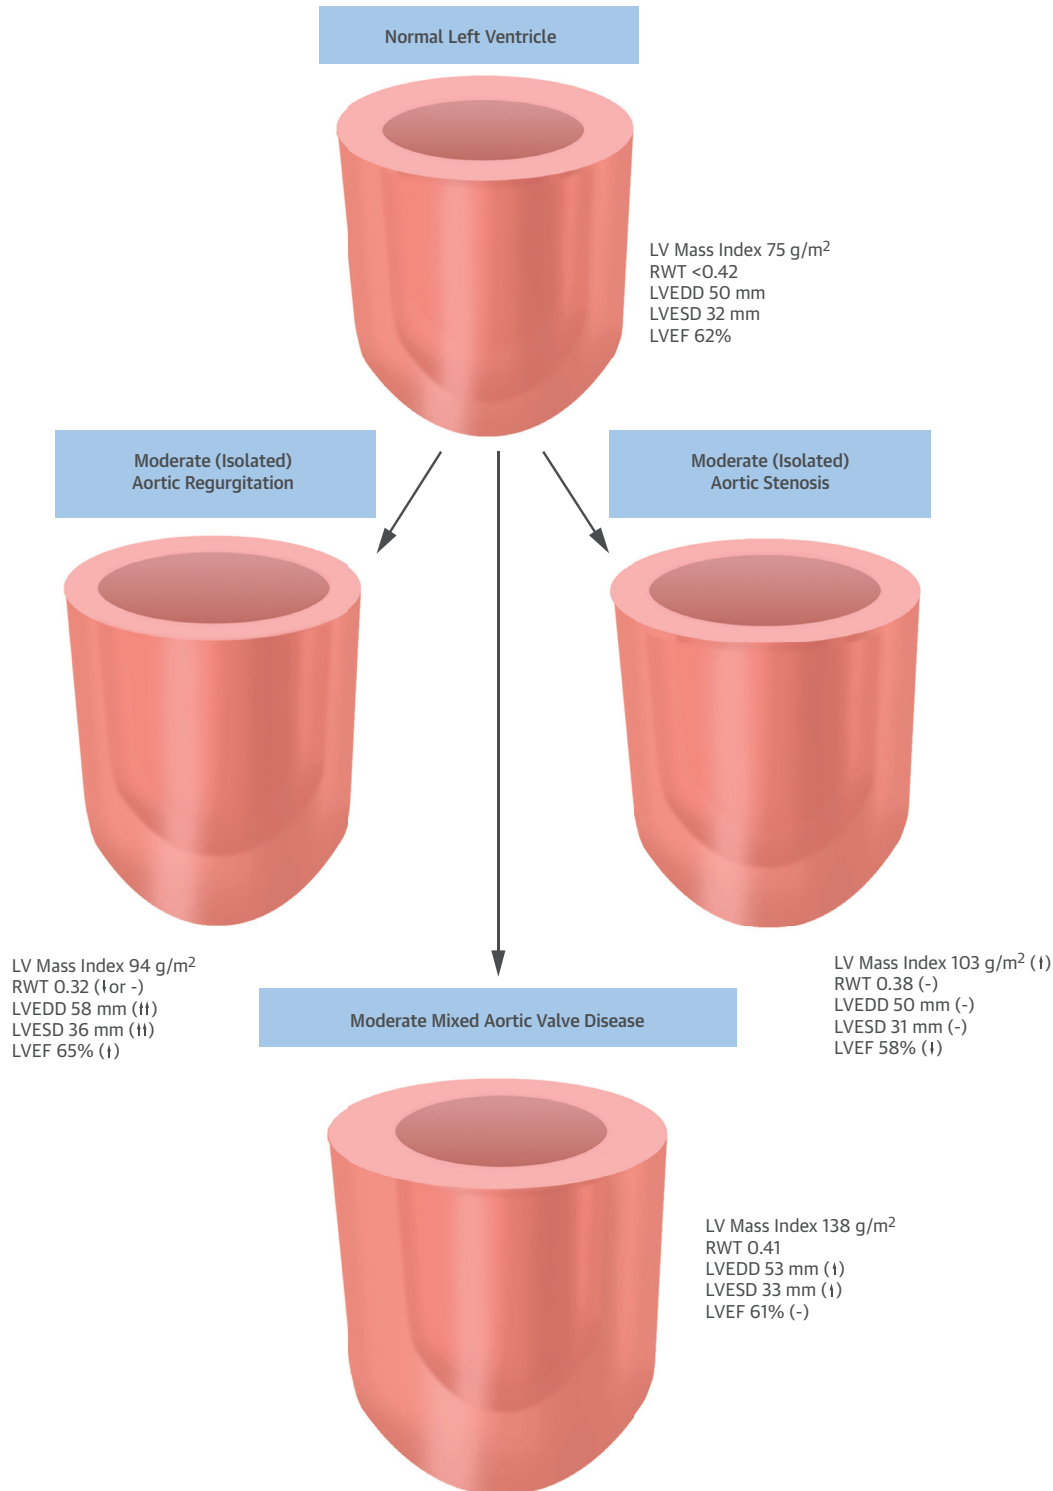 Normal Left Ventricle
LV Mass Index 75 g/m²
RWT <0.42
LVEDD 50 mm
LVESD 32 mm
LVEF 62%
Moderate (Isolated)
Aortic Regurgitation
Moderate (Isolated)
Aortic Stenosis
LV Mass Index 94 g/m²
RWT 0.32 (↓or -)
LVEDD 58 mm (↑↑)
LVESD 36 mm (↑↑)
LVEF 65% (↑)
LV Mass Index 103 g/m² (↑)
RWT 0.38 (-)
LVEDD 50 mm (-)
LVESD 31 mm (-)
LVEF 58% (↓)
Moderate Mixed Aortic Valve Disease
LV Mass Index 138 g/m²
RWT 0.41
LVEDD 53 mm (↑)
LVESD 33 mm (↑)
LVEF 61% (-)